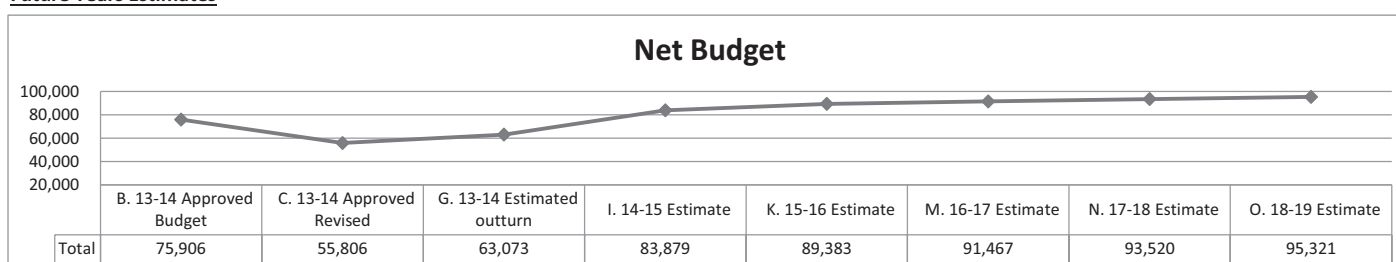 Future Years Estimates
Net Budget
100,000
80,000
60,000
40,000
20,000
B. 13-14 Approved Budget C. 13-14 Approved Revised G. 13-14 Estimated outturn I. 14-15 Estimate K. 15-16 Estimate M. 16-17 Estimate N. 17-18 Estimate O. 18-19 Estimate
Total 75,906 55,806 63,073 83,879 89,383 91,467 93,520 95,321